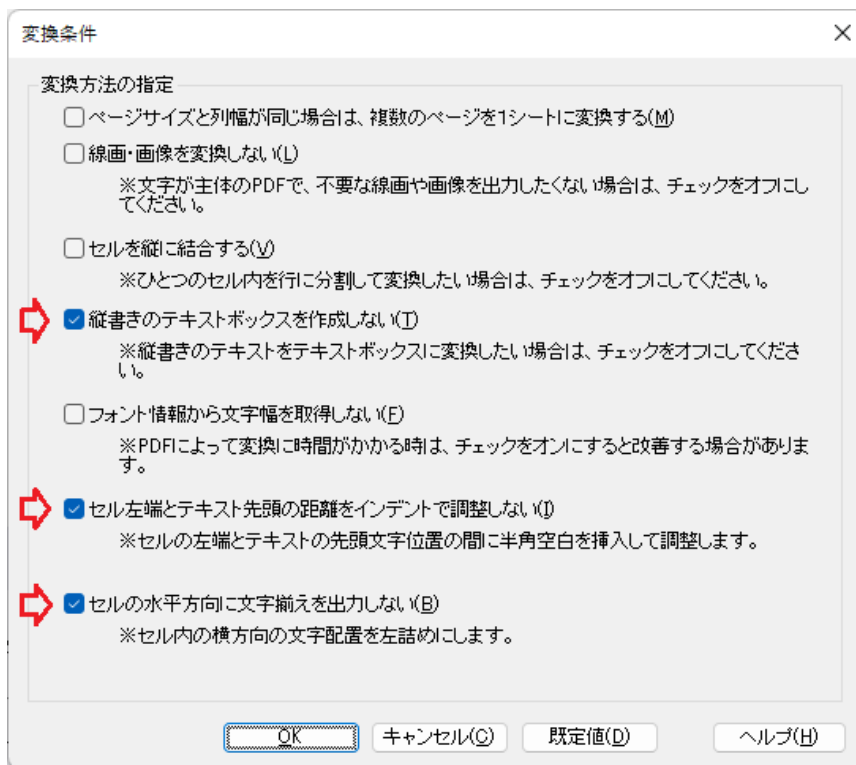 変換条件
変換方法の指定
ページサイズと列幅が同じ場合は、複数のページを1シートに変換する(M)
線画・画像を変換しない(L)
※文字が主体のPDFで、不要な線画や画像を出力したくない場合は、チェックをオフにし
てください。
セルを縦に結合する(V)
※ひとつのセル内を行に分割して変換したい場合は、チェックをオフにしてください。
縦書きのテキストボックスを作成しない(T)
※縦書きのテキストをテキストボックスに変換したい場合は、チェックをオフにしてくださ
い。
フォント情報から文字幅を取得しない(F)
※PDFによって変換に時間がかかる時は、チェックをオンにすると改善する場合がありま
す。
セル左端とテキスト先頭の距離をインデントで調整しない(I)
※セルの左端とテキストの先頭文字位置の間に半角空白を挿入して調整します。
セルの水平方向に文字揃えを出力しない(B)
※セル内の横方向の文字配置を左詰めにします。
OK
キャンセル(C)
既定値(D)
ヘルプ(H)